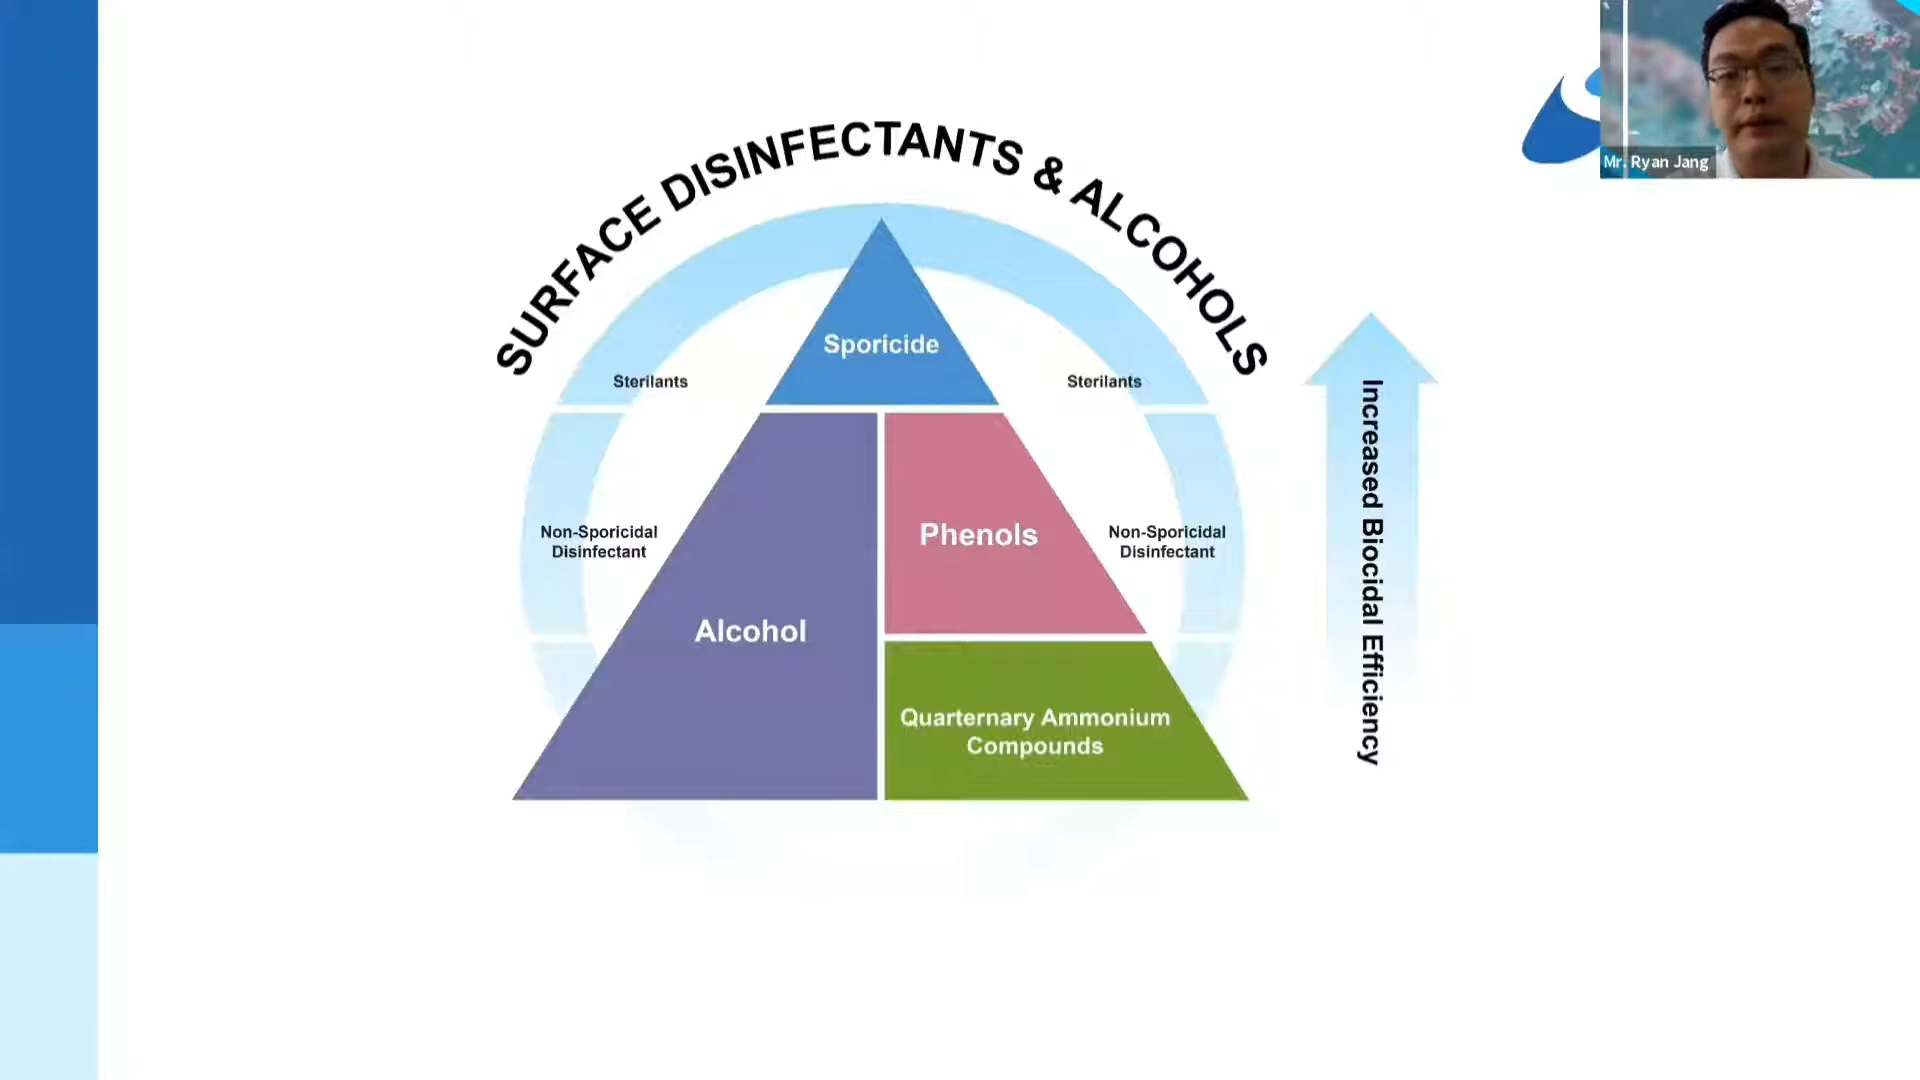 SURFACE DISINFECTANTS & ALCOHOLS
Mr. Ryan Jang
Sporicide
Sterilants
Sterilants
Non-Sporicidal
Disinfectant
Phenols
Non-Sporicidal
Disinfectant
Alcohol
Quarternary Ammonium
Compounds
Increased Biocidal Efficiency